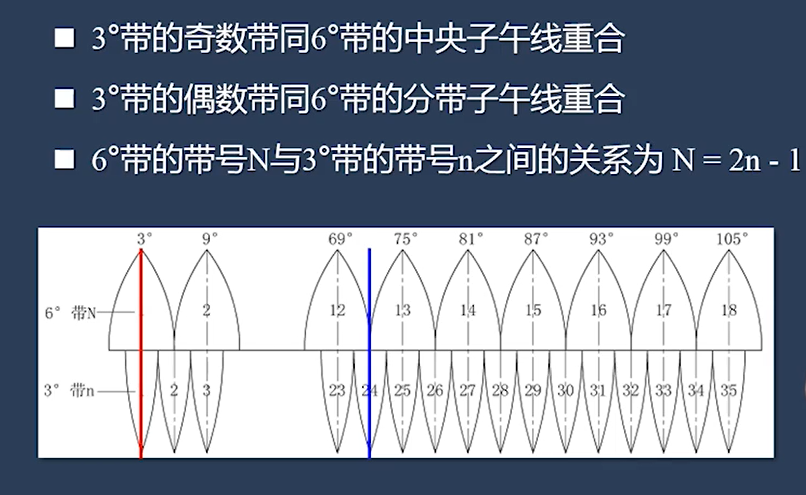 ■ 3°带的奇数带同6°带的中央子午线重合
■ 3°带的偶数带同6°带的分带子午线重合
■ 6°带的带号N与3°带的带号n之间的关系为 N = 2n - 1
3° 9° 69° 75° 81° 87° 93° 99° 105°
6° 带N 2 12 13 14 15 16 17 18
3° 带n 2 3 23 24 25 26 27 28 29 30 31 32 33 34 35